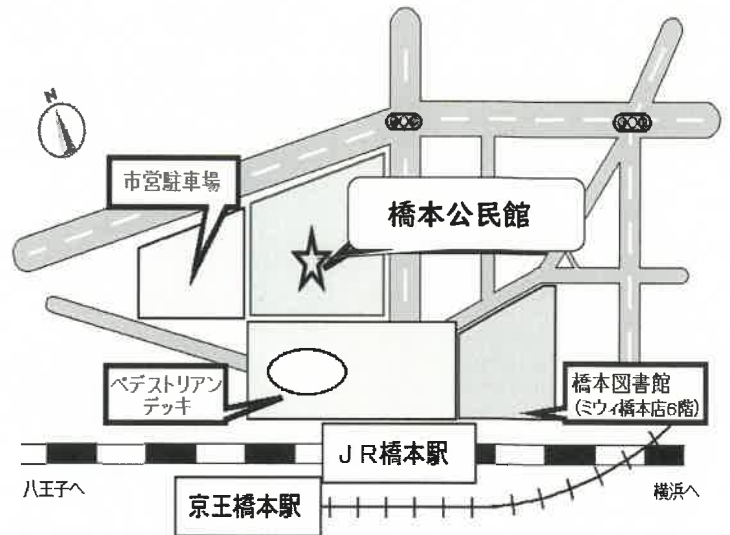 N
市営駐車場
橋本公民館
ペデストリアン
デッキ
橋本図書館
(ミウィ橋本店6階)
JR橋本駅
八王子へ
京王橋本駅
横浜へ